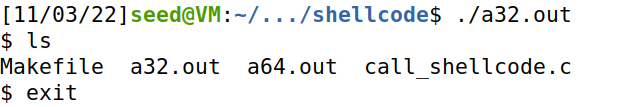 [11/03/22]seed@VM:~/.../shellcode$ ./a32.out
$ ls
Makefile  a32.out  a64.out  call_shellcode.c
$ exit